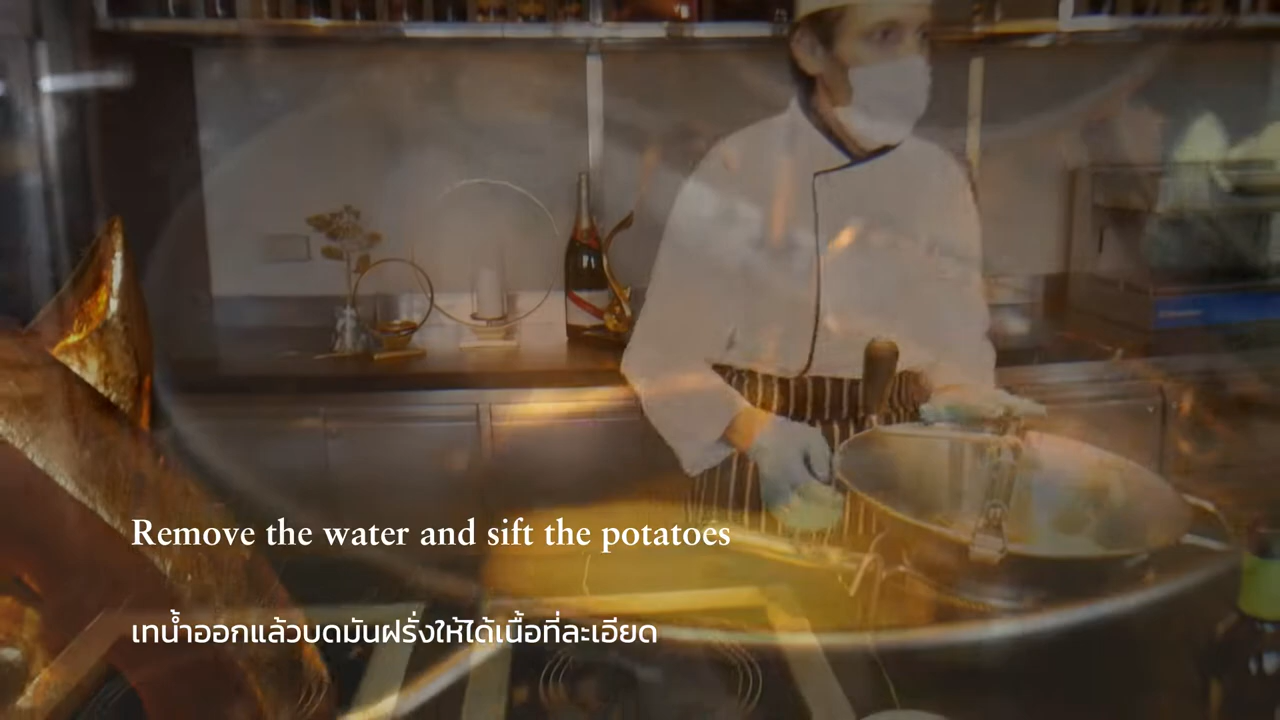 Remove the water and sift the potatoes
เทน้ำออกแล้วบดมันฝรั่งให้ได้เนื้อที่ละเอียด